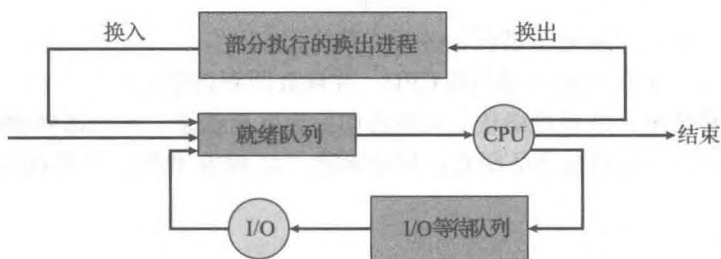 换入
部分执行的换出进程
换出
就绪队列
CPU
结束
I/O
I/O等待队列